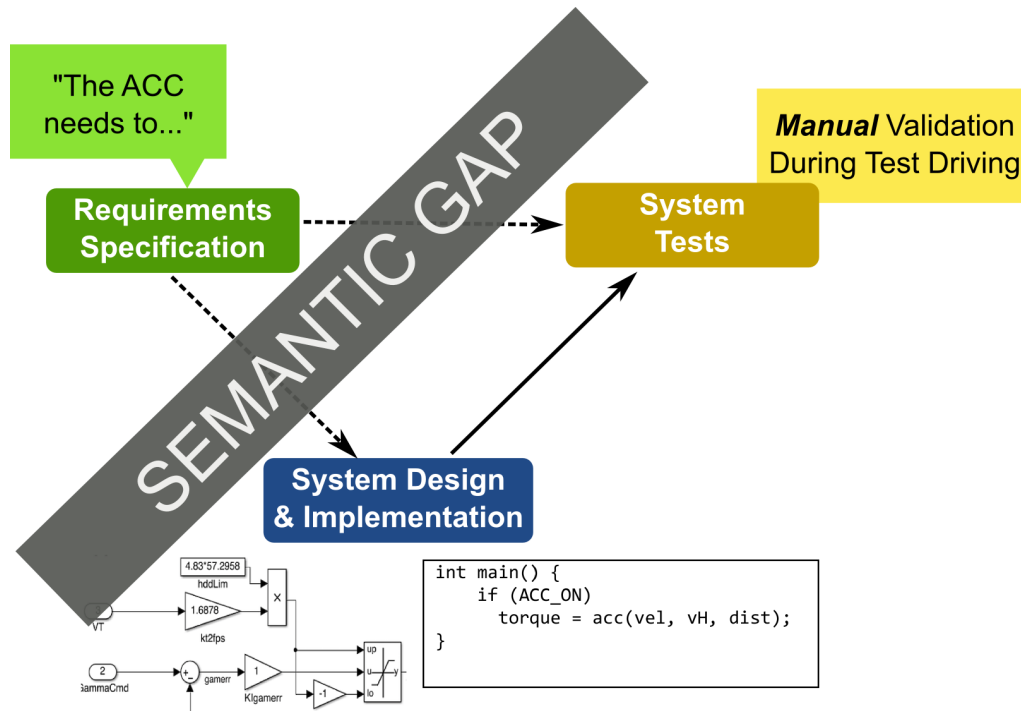 "The ACC
needs to..."
Manual Validation
During Test Driving
Requirements
Specification
System
Tests
SEMANTIC GAP
System Design
& Implementation
4.83*57.2958
hddLim
X
VT
1.6878
kt2fps
2
GammaCmd
+
-
gamerr
1
KIgamerr
-1
up
u
lo
y
int main() {
if (ACC_ON)
torque = acc(vel, vH, dist);
}